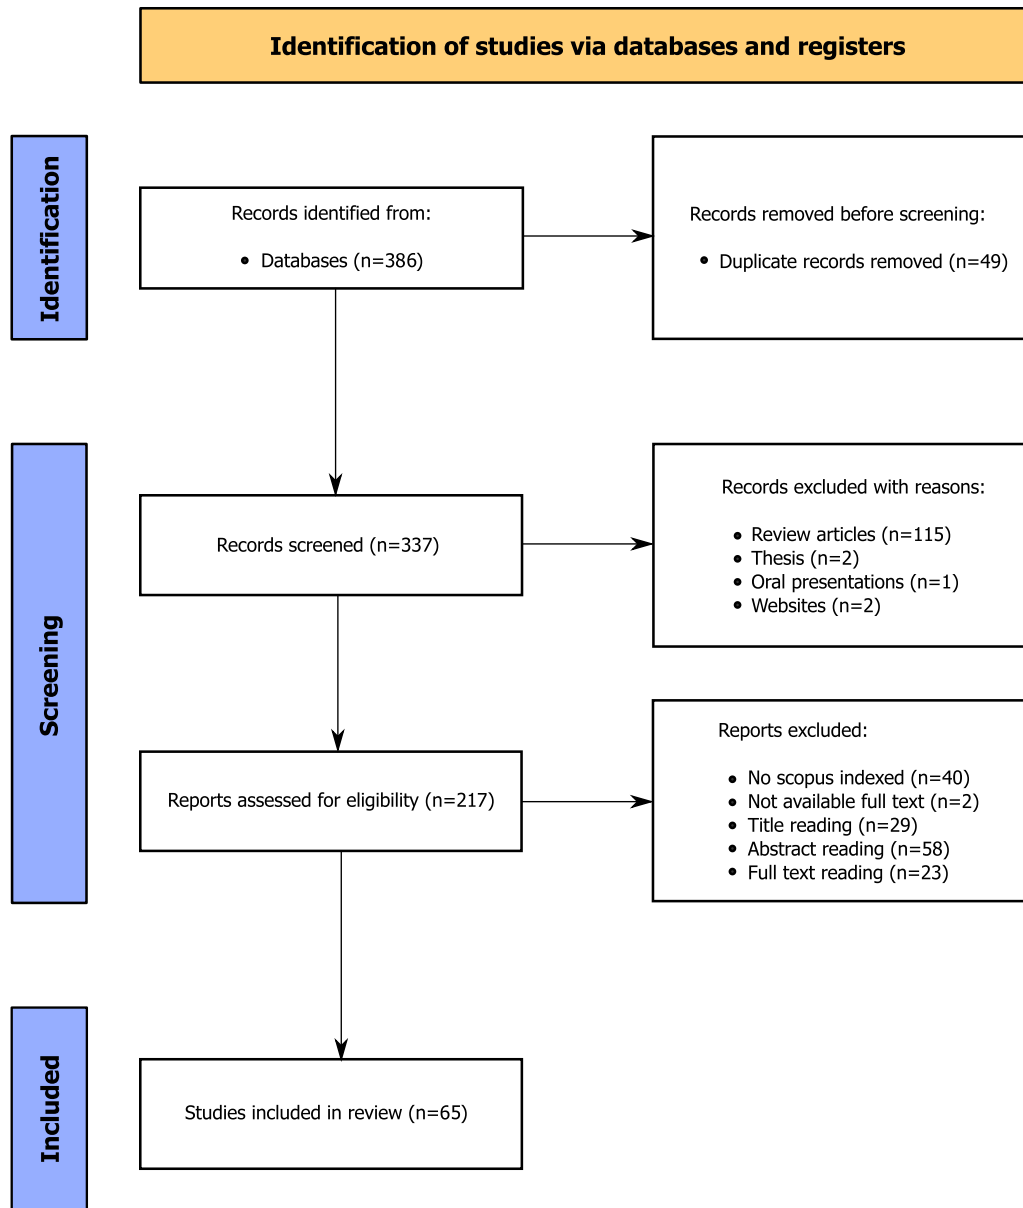 Identification of studies via databases and registers
Identification
Records identified from:
• Databases (n=386)
Records removed before screening:
• Duplicate records removed (n=49)
Screening
Records screened (n=337)
Records excluded with reasons:
• Review articles (n=115)
• Thesis (n=2)
• Oral presentations (n=1)
• Websites (n=2)
Reports assessed for eligibility (n=217)
Reports excluded:
• No scopus indexed (n=40)
• Not available full text (n=2)
• Title reading (n=29)
• Abstract reading (n=58)
• Full text reading (n=23)
Included
Studies included in review (n=65)